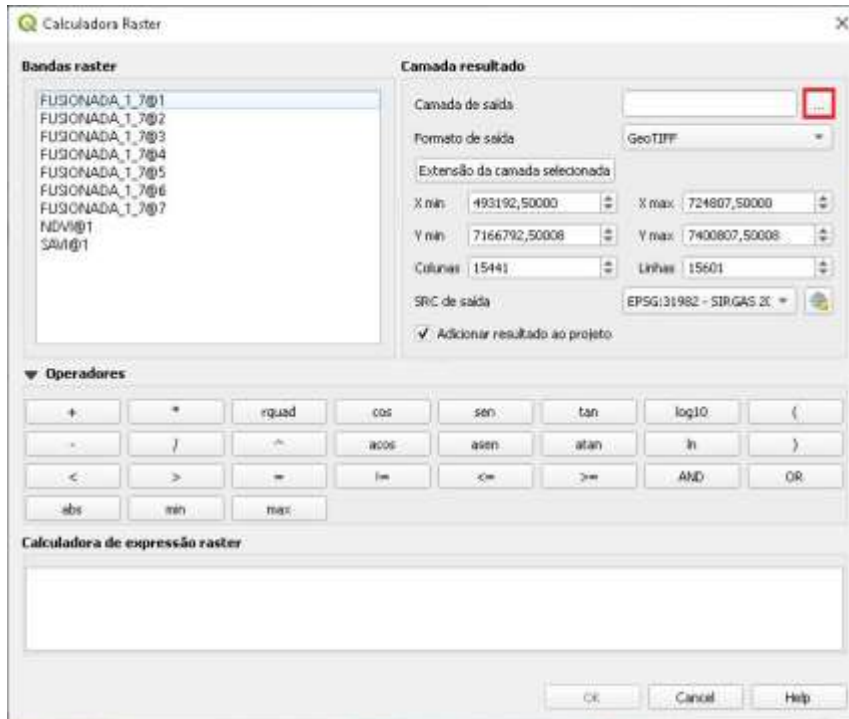 Calculadora Raster
Bandas raster
FUSIONADA_1_7@1
FUSIONADA_1_7@2
FUSIONADA_1_7@3
FUSIONADA_1_7@4
FUSIONADA_1_7@5
FUSIONADA_1_7@6
FUSIONADA_1_7@7
NDVI@1
SAVI@1
Camada resultado
Camada de saída ...
Formato de saída GeoTIFF
Extensão da camada selecionada
X min 493192,50000 X max 724807,50000
Y min 7166792,50008 Y max 7400807,50008
Colunas 15441 Linhas 15601
SRC de saída EPSG:31982 - SIRGAS 20
Adicionar resultado ao projeto
Operadores
+ * rquad cos sen tan log10 (
- / ^ acos asen atan ln )
< > = != <= >= AND OR
abs min max
Calculadora de expressão raster
OK Cancel Help